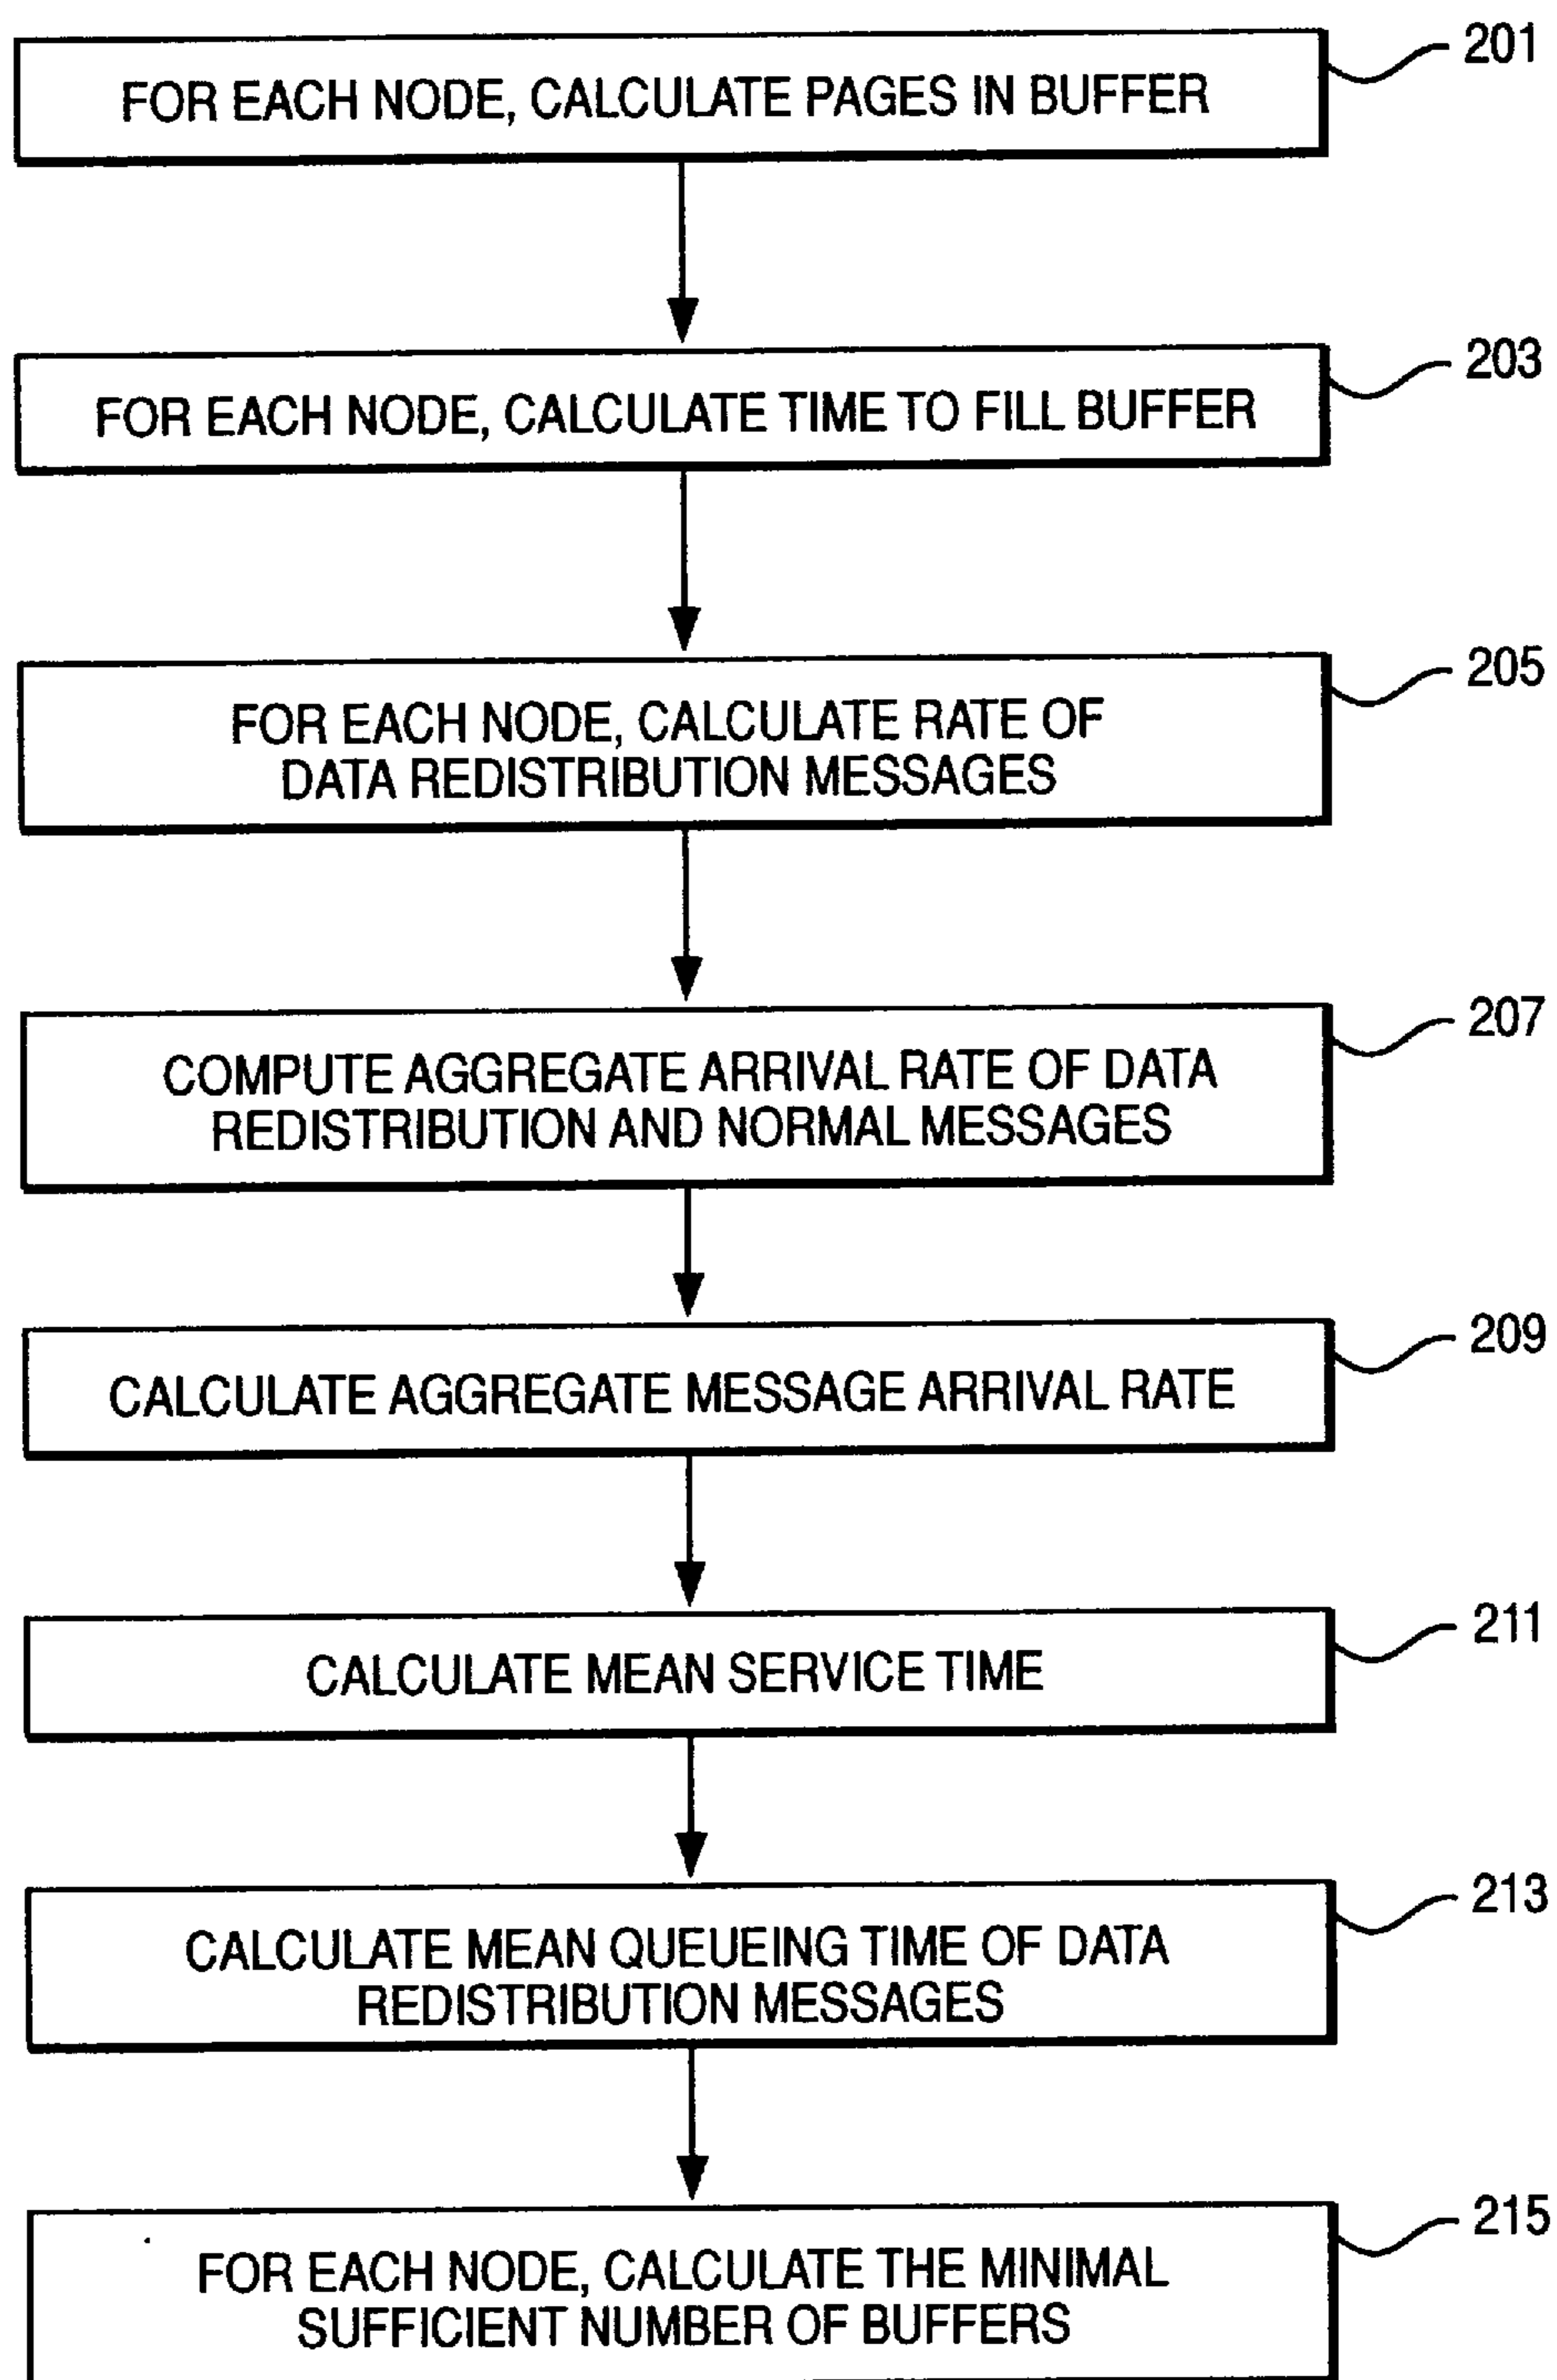 201
FOR EACH NODE, CALCULATE PAGES IN BUFFER
203
FOR EACH NODE, CALCULATE TIME TO FILL BUFFER
205
FOR EACH NODE, CALCULATE RATE OF
DATA REDISTRIBUTION MESSAGES
207
COMPUTE AGGREGATE ARRIVAL RATE OF DATA
REDISTRIBUTION AND NORMAL MESSAGES
209
CALCULATE AGGREGATE MESSAGE ARRIVAL RATE
211
CALCULATE MEAN SERVICE TIME
213
CALCULATE MEAN QUEUEING TIME OF DATA
REDISTRIBUTION MESSAGES
215
FOR EACH NODE, CALCULATE THE MINIMAL
SUFFICIENT NUMBER OF BUFFERS